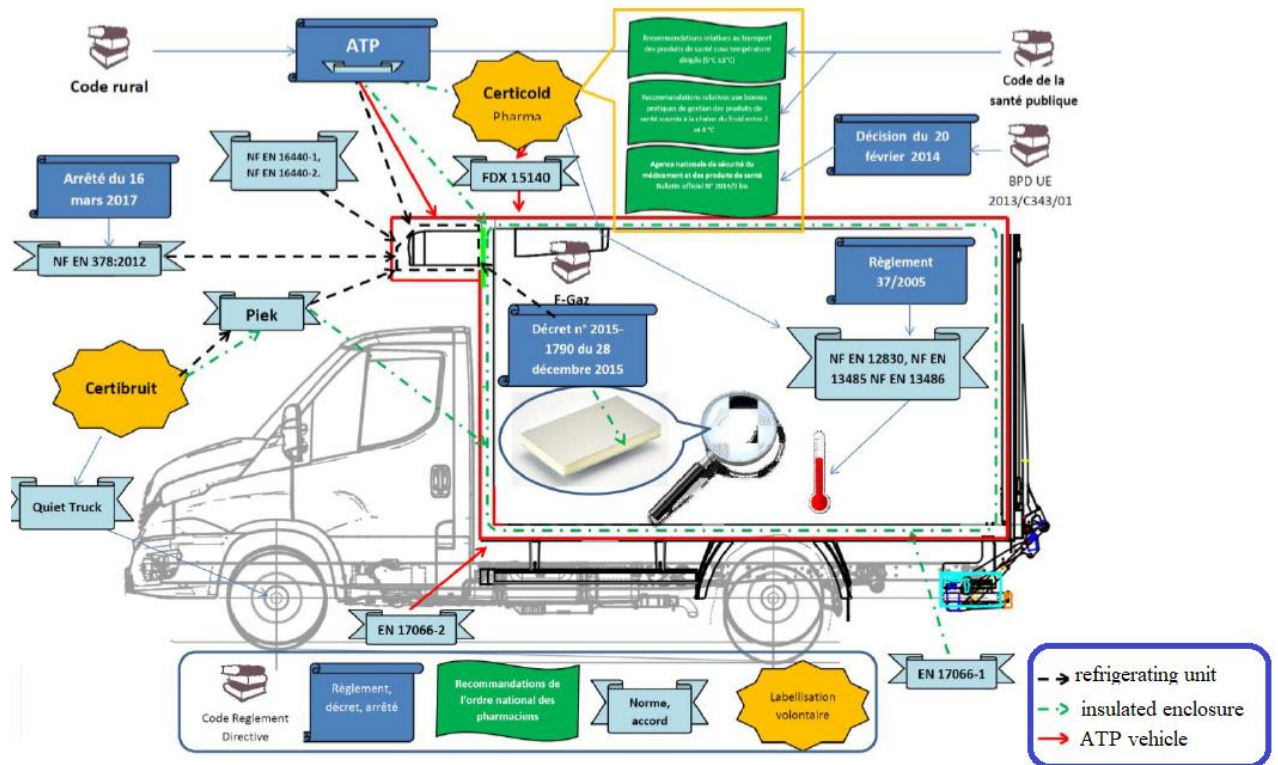 Code rural
ATP
Certicold
Pharma
Recommandations relatives au transport
des produits de santé sous température
dirigée (5°C ±3°C)
Recommandations relatives aux bonnes
pratiques de gestion des produits de
santé soumis à la chaîne du froid entre 2
et 8 °C
Agence nationale de sécurité du
médicament et des produits de santé
Bulletin officiel N° 2014/9 bis
Code de la
santé publique
Décision du 20
février 2014
BPD UE
2013/C343/01
NF EN 16440-1,
NF EN 16440-2.
FDX 15140
Arrêté du 16
mars 2017
NF EN 378:2012
Piek
F-Gaz
Décret n° 2015-
1790 du 28
décembre 2015
Règlement
37/2005
NF EN 12830, NF EN
13485 NF EN 13486
Certibruit
Quiet Truck
EN 17066-2
EN 17066-1
Code Reglement
Directive
Règlement,
décret, arrêté
Recommandations de
l'ordre national des
pharmaciens
Norme,
accord
Labellisation
volontaire
refrigerating unit
insulated enclosure
ATP vehicle